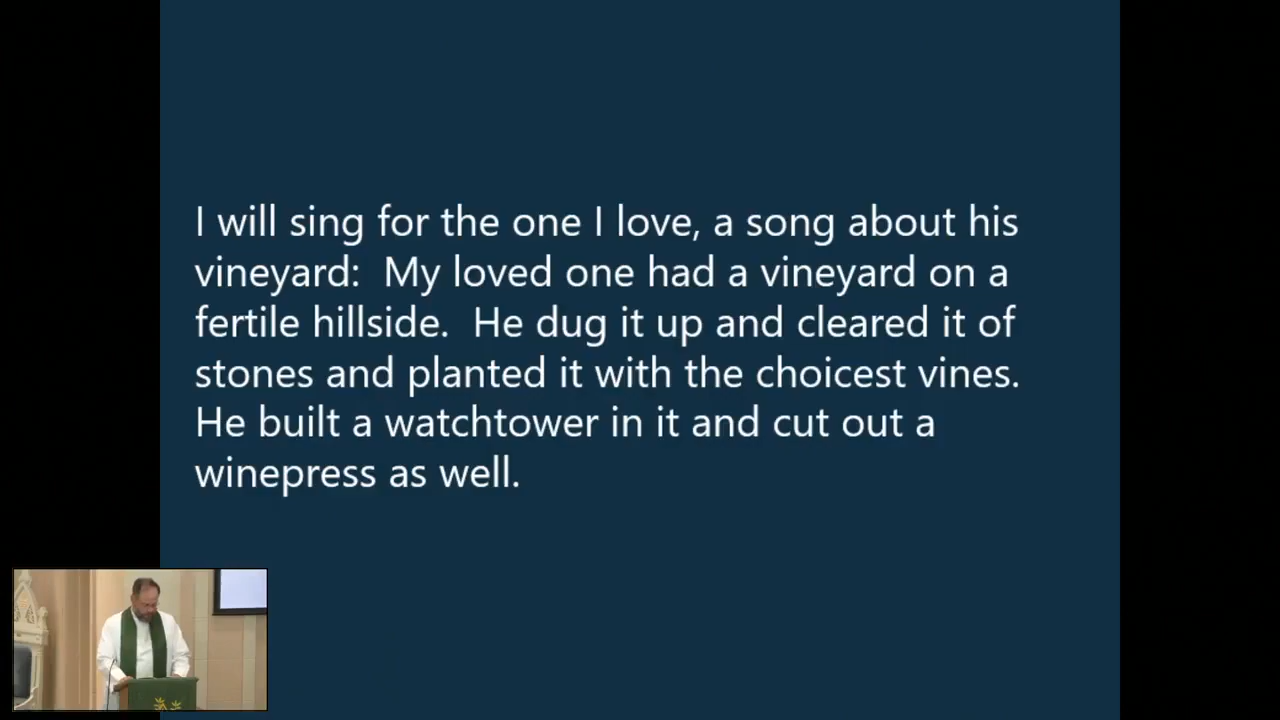 I will sing for the one I love, a song about his
vineyard:  My loved one had a vineyard on a
fertile hillside.  He dug it up and cleared it of
stones and planted it with the choicest vines.
He built a watchtower in it and cut out a
winepress as well.